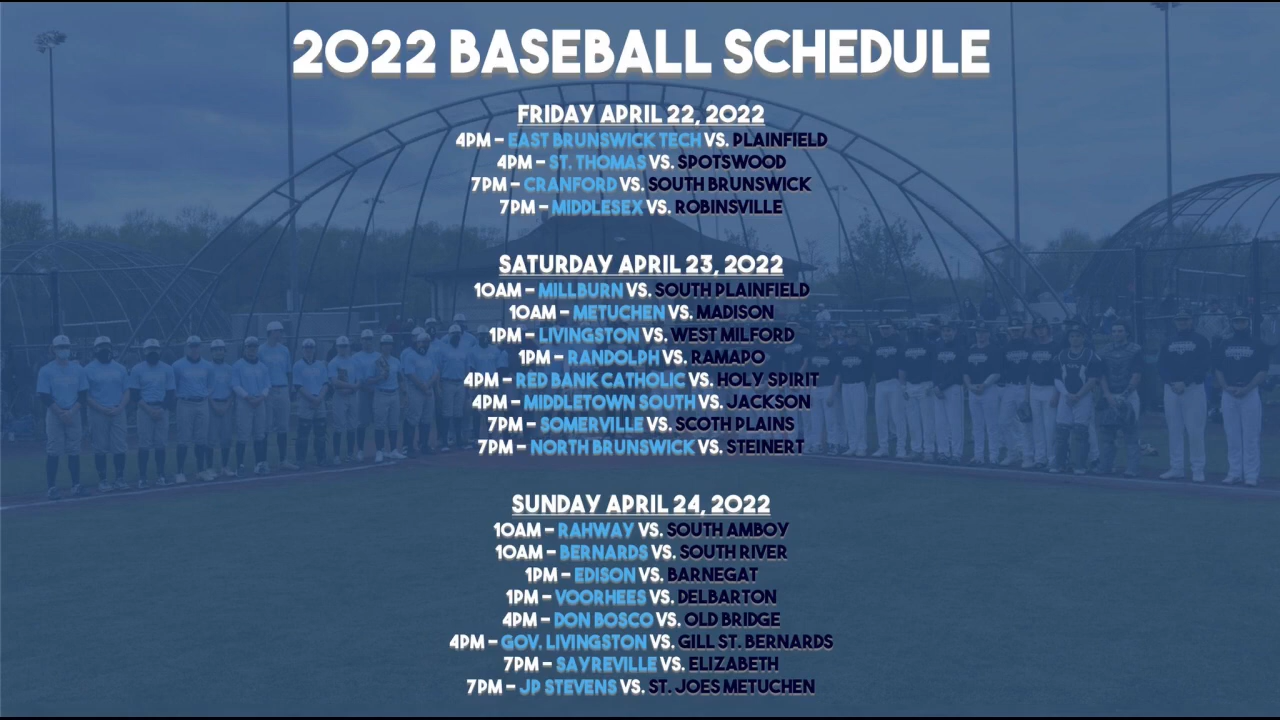 2022 BASEBALL SCHEDULE
FRIDAY APRIL 22, 2022
4PM – EAST BRUNSWICK TECH VS. PLAINFIELD
4PM – ST. THOMAS VS. SPOTSWOOD
7PM – CRANFORD VS. SOUTH BRUNSWICK
7PM – MIDDLESEX VS. ROBINSVILLE
SATURDAY APRIL 23, 2022
10AM – MILLBURN VS. SOUTH PLAINFIELD
10AM – METUCHEN VS. MADISON
1PM – LIVINGSTON VS. WEST MILFORD
1PM – RANDOLPH VS. RAMAPO
4PM – RED BANK CATHOLIC VS. HOLY SPIRIT
4PM – MIDDLETOWN SOUTH VS. JACKSON
7PM – SOMERVILLE VS. SCOTH PLAINS
7PM – NORTH BRUNSWICK VS. STEINERT
SUNDAY APRIL 24, 2022
10AM – RAHWAY VS. SOUTH AMBOY
10AM – BERNARDS VS. SOUTH RIVER
1PM – EDISON VS. BARNEGAT
1PM – VOORHEES VS. DELBARTON
4PM – DON BOSCO VS. OLD BRIDGE
4PM – GOV. LIVINGSTON VS. GILL ST. BERNARDS
7PM – SAYREVILLE VS. ELIZABETH
7PM – JP STEVENS VS. ST. JOES METUCHEN